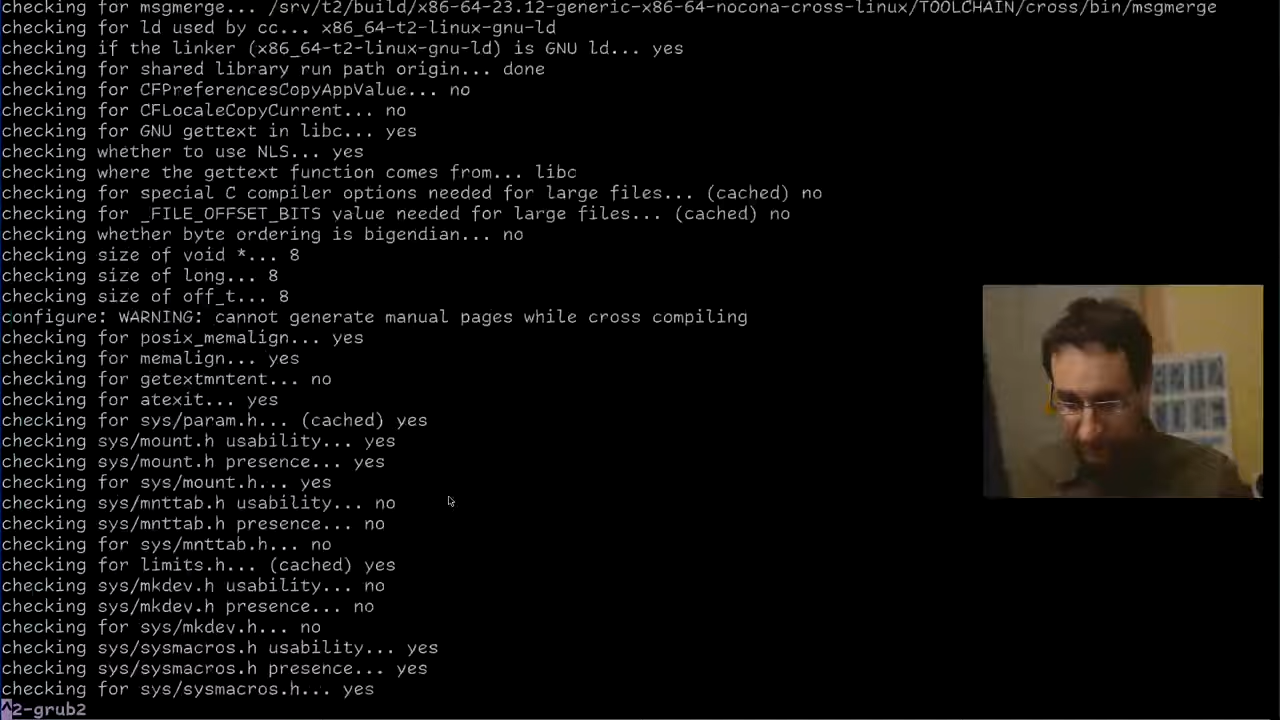 checking for msgmerge... /srv/t2/build/x86-64-23.12-generic-x86-64-nocona-cross-linux/TOOLCHAIN/cross/bin/msgmerge
checking for ld used by cc... x86_64-t2-linux-gnu-ld
checking if the linker (x86_64-t2-linux-gnu-ld) is GNU ld... yes
checking for shared library run path origin... done
checking for CFPreferencesCopyAppValue... no
checking for CFLocaleCopyCurrent... no
checking for GNU gettext in libc... yes
checking whether to use NLS... yes
checking where the gettext function comes from... libc
checking for special C compiler options needed for large files... (cached) no
checking for _FILE_OFFSET_BITS value needed for large files... (cached) no
checking whether byte ordering is bigendian... no
checking size of void *... 8
checking size of long... 8
checking size of off_t... 8
configure: WARNING: cannot generate manual pages while cross compiling
checking for posix_memalign... yes
checking for memalign... yes
checking for getextmntent... no
checking for atexit... yes
checking for sys/param.h... (cached) yes
checking sys/mount.h usability... yes
checking sys/mount.h presence... yes
checking for sys/mount.h... yes
checking sys/mnttab.h usability... no
checking sys/mnttab.h presence... no
checking for sys/mnttab.h... no
checking for limits.h... (cached) yes
checking sys/mkdev.h usability... no
checking sys/mkdev.h presence... no
checking for sys/mkdev.h... no
checking sys/sysmacros.h usability... yes
checking sys/sysmacros.h presence... yes
checking for sys/sysmacros.h... yes
^2-grub2